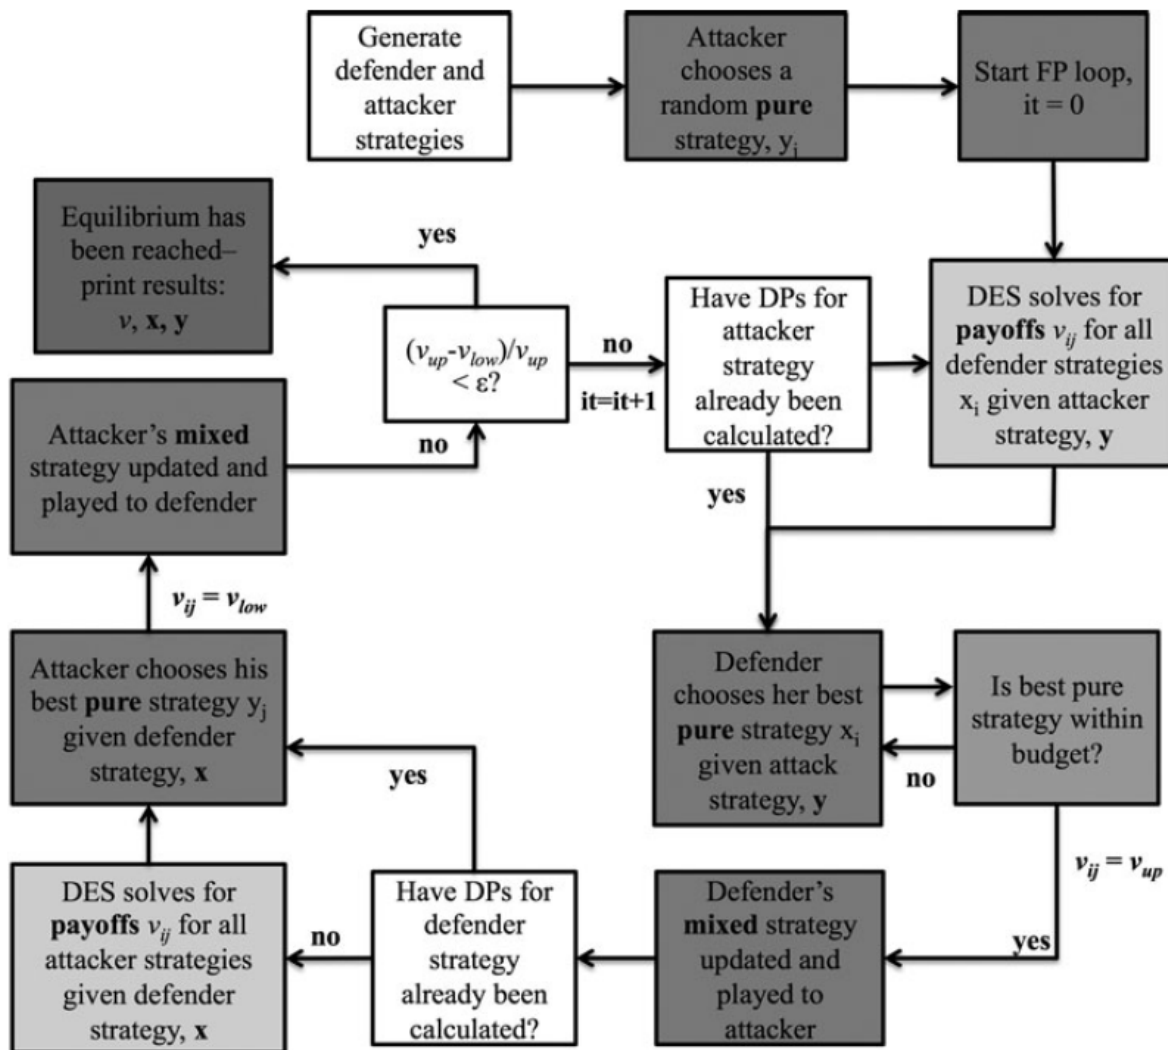 Generate
defender and
attacker
strategies
Attacker
chooses a
random pure
strategy, yj
Start FP loop,
it = 0
Equilibrium has
been reached–
print results:
v, x, y
yes
(vup-vlow)/vup
< ε?
no
it=it+1
Have DPs for
attacker
strategy
already been
calculated?
DES solves for
payoffs vij for all
defender strategies
xi given attacker
strategy, y
Attacker's mixed
strategy updated and
played to defender
no
yes
vij = vlow
Attacker chooses his
best pure strategy yj
given defender
strategy, x
yes
Defender
chooses her best
pure strategy xi
given attack
strategy, y
no
Is best pure
strategy within
budget?
vij = vup
yes
DES solves for
payoffs vij for all
attacker strategies
given defender
strategy, x
no
Have DPs for
defender
strategy
already been
calculated?
Defender's
mixed strategy
updated and
played to
attacker